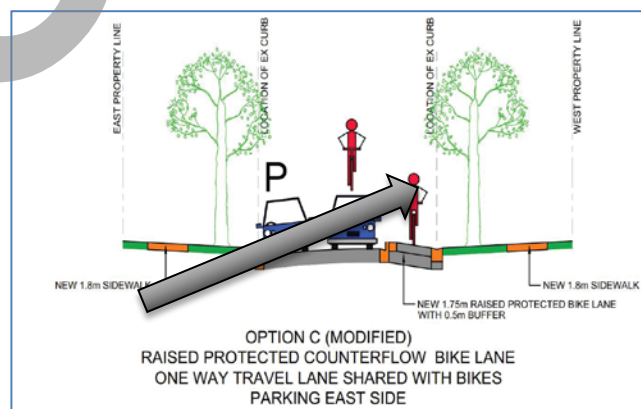 EAST PROPERTY LINE
LOCATION OF EX CURB
LOCATION OF EX CURB
WEST PROPERTY LINE
P
NEW 1.8m SIDEWALK
NEW 1.8m SIDEWALK
NEW 1.75m RAISED PROTECTED BIKE LANE
WITH 0.5m BUFFER
OPTION C (MODIFIED)
RAISED PROTECTED COUNTERFLOW BIKE LANE
ONE WAY TRAVEL LANE SHARED WITH BIKES
PARKING EAST SIDE